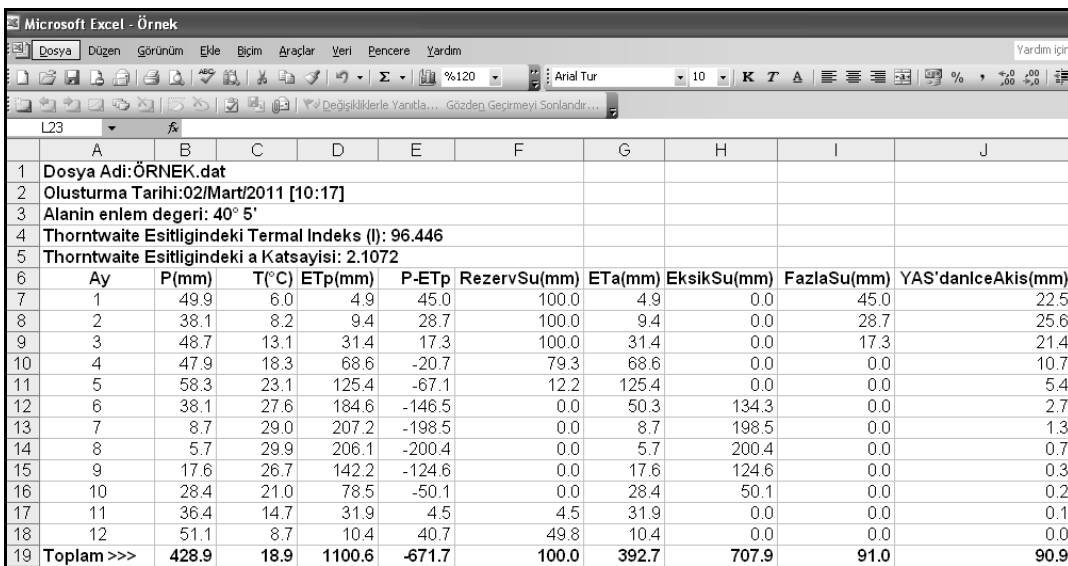 Microsoft Excel - Örnek
Dosya Düzen Görünüm Ekle Biçim Araçlar Veri Pencere Yardım Yardım için
%120 Arial Tur 10 K T A
Değişikliklerle Yanıtla... Gözden Geçirmeyi Sonlandır...
L23 fx
A B C D E F G H I J
1 Dosya Adi:ÖRNEK.dat
2 Olusturma Tarihi:02/Mart/2011 [10:17]
3 Alanin enlem degeri: 40° 5'
4 Thorntwaite Esitligindeki Termal Indeks (I): 96.446
5 Thorntwaite Esitligindeki a Katsayisi: 2.1072
6 Ay P(mm) T(°C) ETp(mm) P-ETp RezervSu(mm) ETa(mm) EksikSu(mm) FazlaSu(mm) YAS'danIceAkis(mm)
7 1 49.9 6.0 4.9 45.0 100.0 4.9 0.0 45.0 22.5
8 2 38.1 8.2 9.4 28.7 100.0 9.4 0.0 28.7 25.6
9 3 48.7 13.1 31.4 17.3 100.0 31.4 0.0 17.3 21.4
10 4 47.9 18.3 68.6 -20.7 79.3 68.6 0.0 0.0 10.7
11 5 58.3 23.1 125.4 -67.1 12.2 125.4 0.0 0.0 5.4
12 6 38.1 27.6 184.6 -146.5 0.0 50.3 134.3 0.0 2.7
13 7 8.7 29.0 207.2 -198.5 0.0 8.7 198.5 0.0 1.3
14 8 5.7 29.9 206.1 -200.4 0.0 5.7 200.4 0.0 0.7
15 9 17.6 26.7 142.2 -124.6 0.0 17.6 124.6 0.0 0.3
16 10 28.4 21.0 78.5 -50.1 0.0 28.4 50.1 0.0 0.2
17 11 36.4 14.7 31.9 4.5 4.5 31.9 0.0 0.0 0.1
18 12 51.1 8.7 10.4 40.7 49.8 10.4 0.0 0.0 0.0
19 Toplam >>> 428.9 18.9 1100.6 -671.7 100.0 392.7 707.9 91.0 90.9